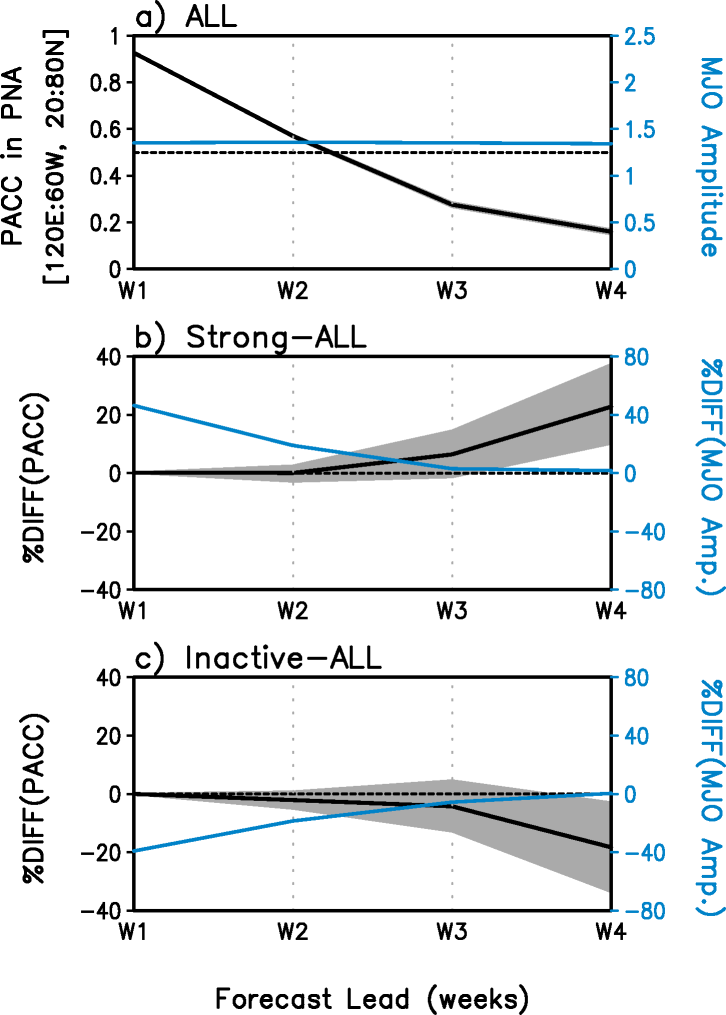 a) ALL
PACC in PNA
[120E:60W, 20:80N]
1
0.8
0.6
0.4
0.2
0
2.5
2
1.5
1
0.5
0
MJO Amplitude
W1 W2 W3 W4
b) Strong-ALL
%DIFF(PACC)
40
20
0
-20
-40
80
40
0
-40
-80
%DIFF(MJO Amp.)
W1 W2 W3 W4
c) Inactive-ALL
%DIFF(PACC)
40
20
0
-20
-40
80
40
0
-40
-80
%DIFF(MJO Amp.)
W1 W2 W3 W4
Forecast Lead (weeks)